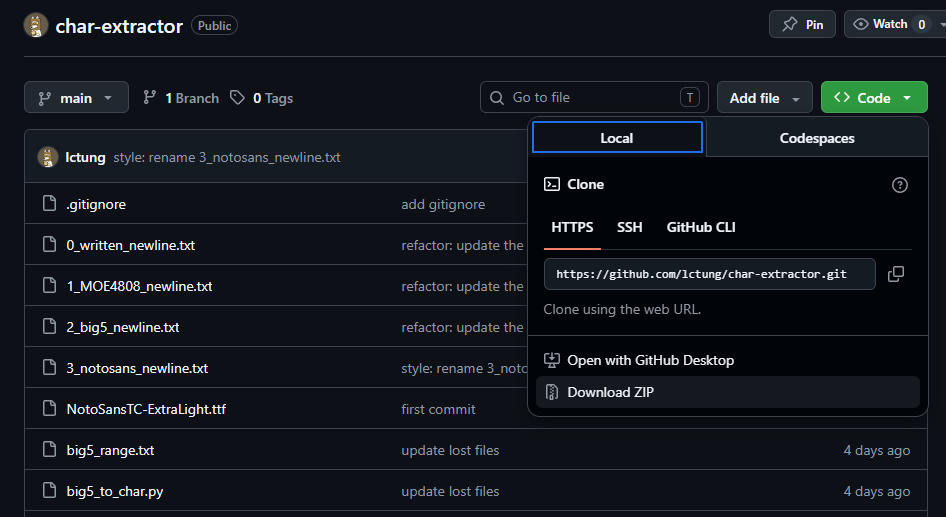 char-extractor Public Pin Watch 0
main 1 Branch 0 Tags Go to file T Add file Code
Local Codespaces
lctung style: rename 3_notosans_newline.txt
Clone
HTTPS SSH GitHub CLI
https://github.com/lctung/char-extractor.git
Clone using the web URL.
Open with GitHub Desktop
Download ZIP
.gitignore add gitignore
0_written_newline.txt refactor: update the
1_MOE4808_newline.txt refactor: update the
2_big5_newline.txt refactor: update the
3_notosans_newline.txt style: rename 3_noto
NotoSansTC-ExtraLight.ttf first commit
big5_range.txt update lost files 4 days ago
big5_to_char.py update lost files 4 days ago